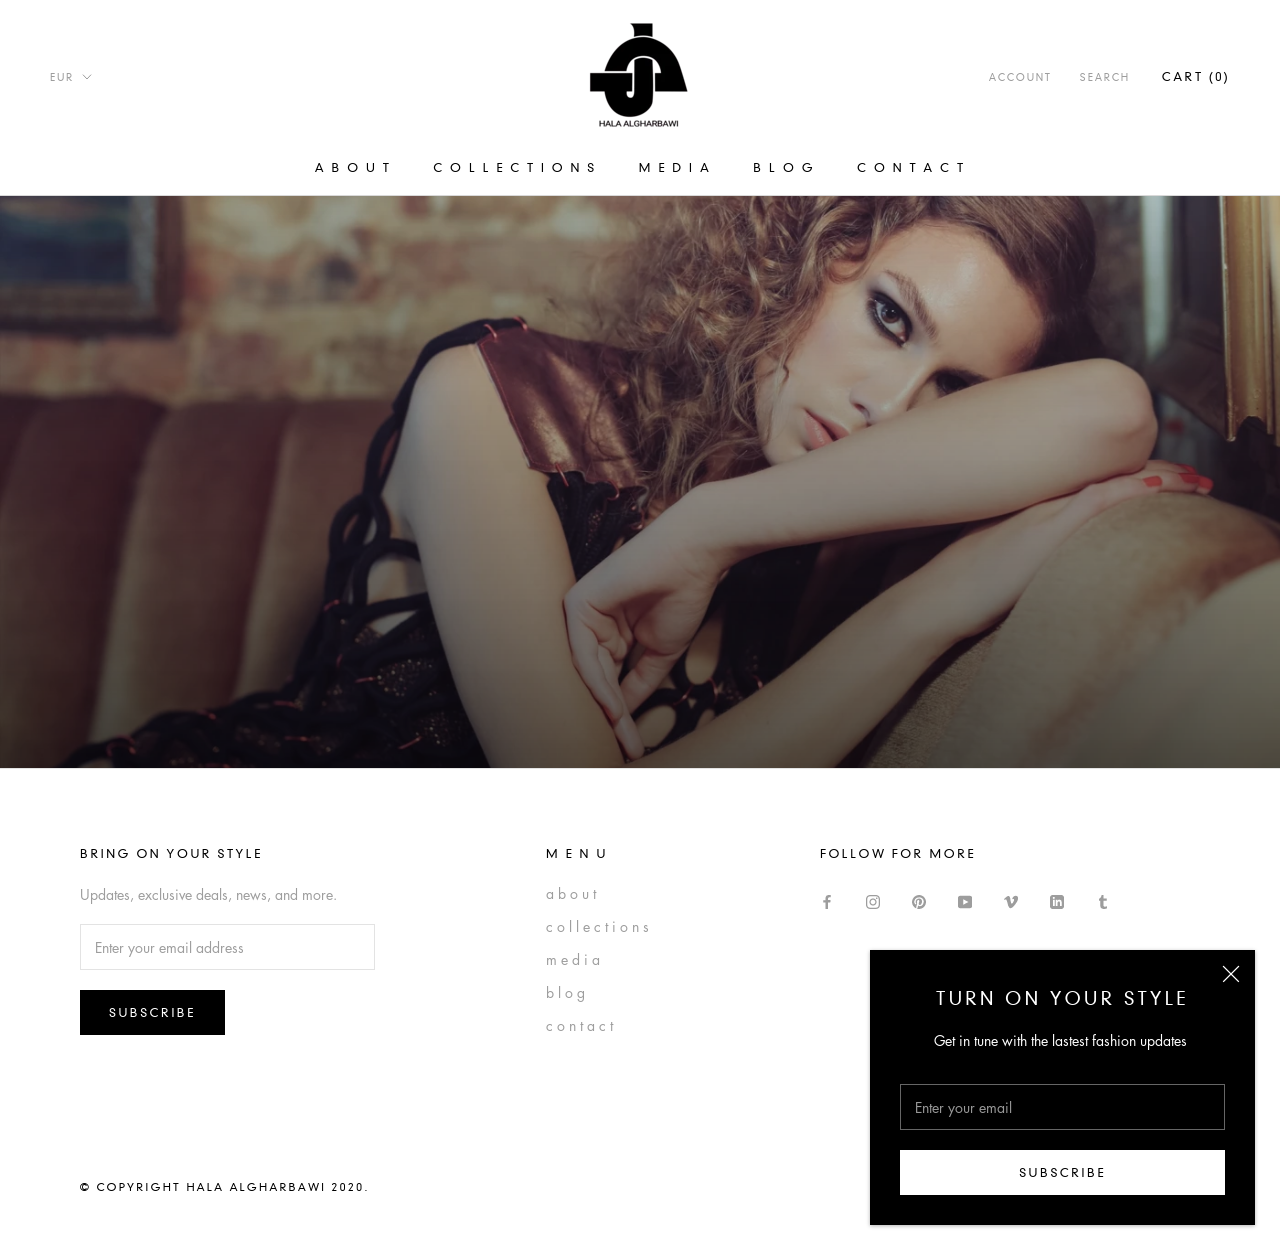 EUR
HALA ALGHARBAWI
ACCOUNT
SEARCH
CART (0)
ABOUT
COLLECTIONS
MEDIA
BLOG
CONTACT
BRING ON YOUR STYLE
Updates, exclusive deals, news, and more.
Enter your email address
SUBSCRIBE
MENU
about
collections
media
blog
contact
FOLLOW FOR MORE
TURN ON YOUR STYLE
Get in tune with the lastest fashion updates
Enter your email
SUBSCRIBE
© COPYRIGHT HALA ALGHARBAWI 2020.